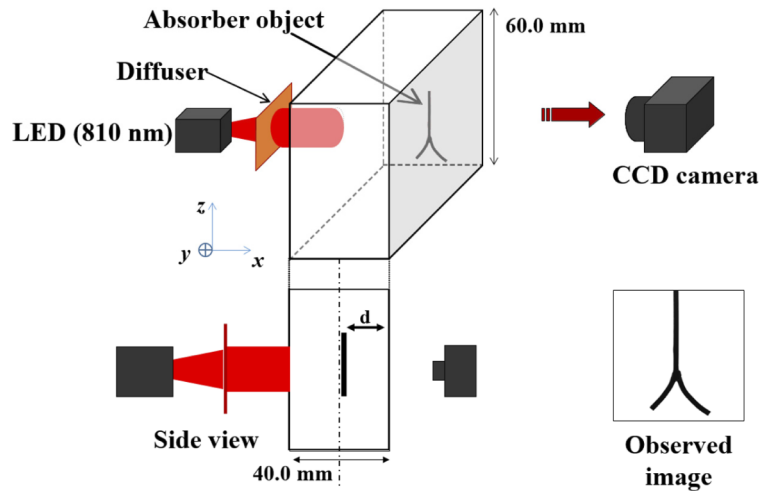 Absorber object
60.0 mm
Diffuser
LED (810 nm)
CCD camera
z
y
x
d
Side view
40.0 mm
Observed
image